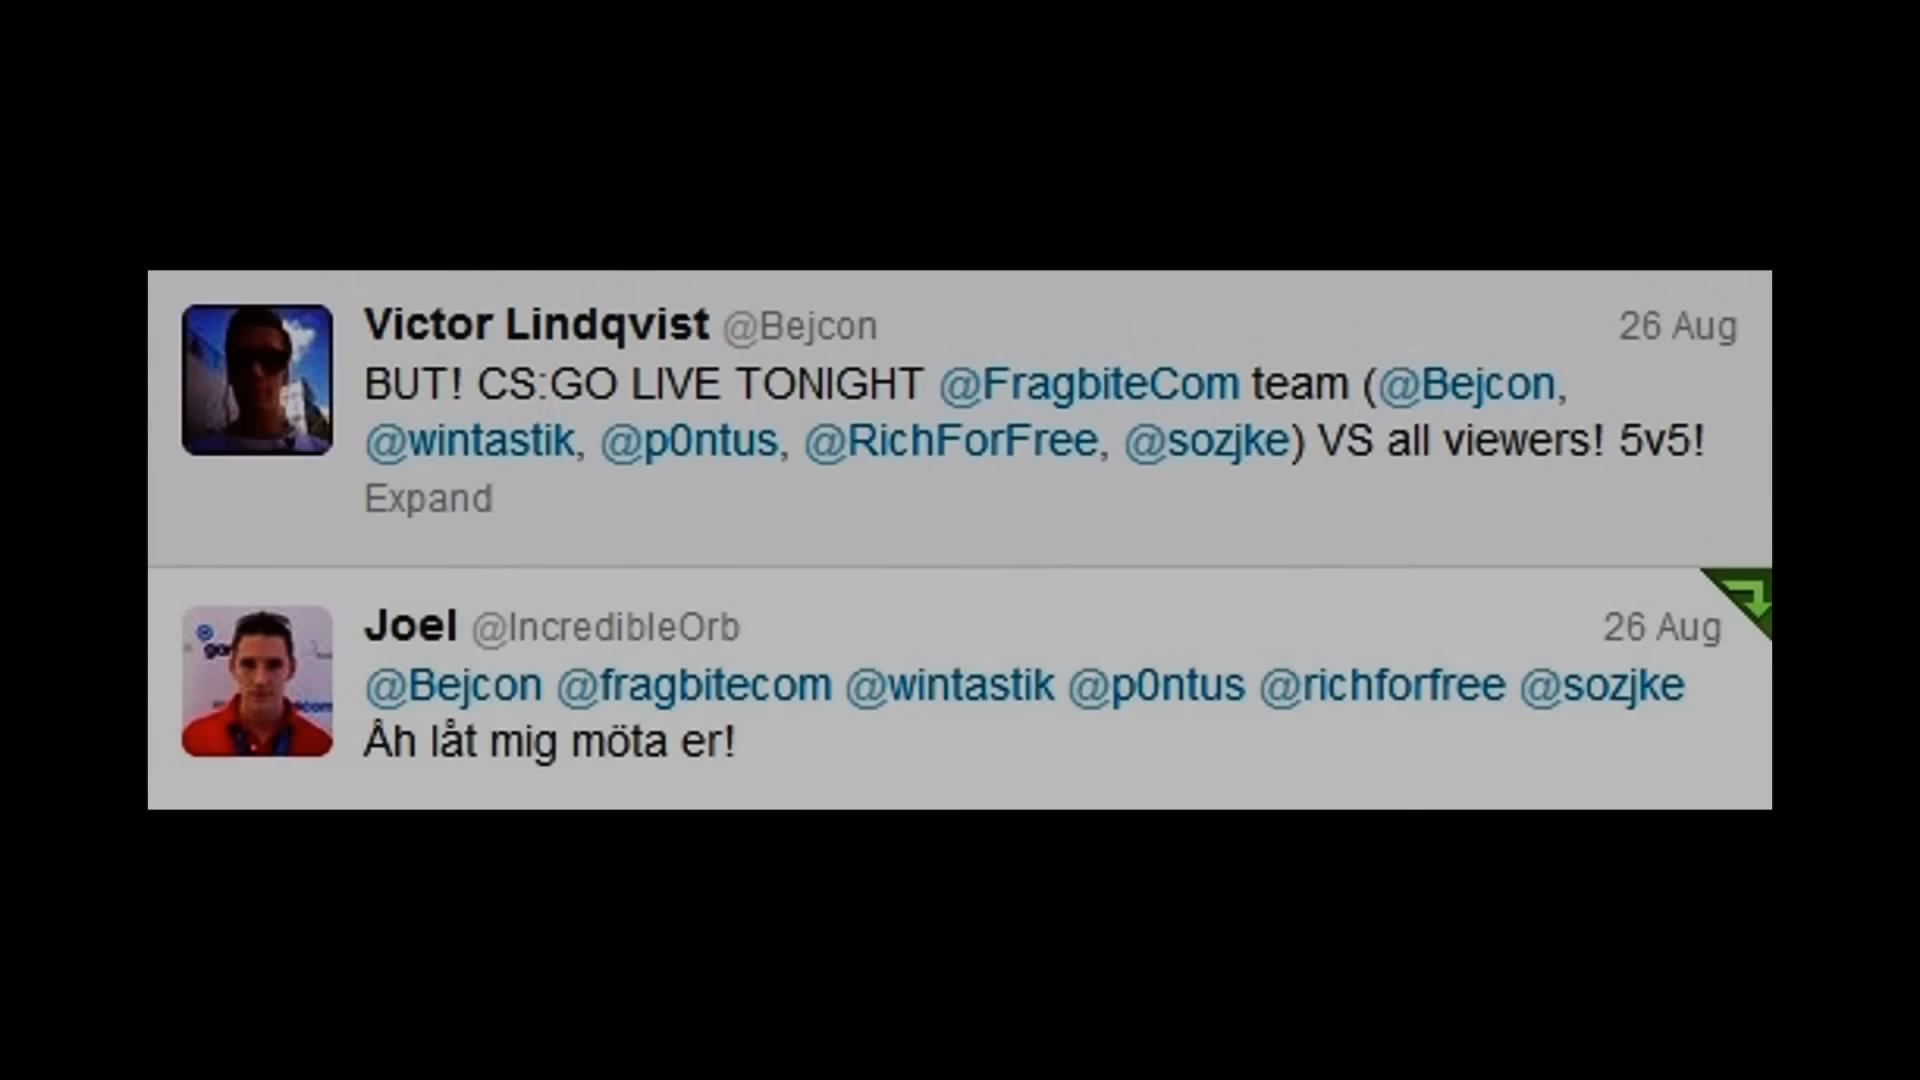 Victor Lindqvist @Bejcon 26 Aug
BUT! CS:GO LIVE TONIGHT @FragbiteCom team (@Bejcon,
@wintastik, @p0ntus, @RichForFree, @sozjke) VS all viewers! 5v5!
Expand
Joel @IncredibleOrb 26 Aug
@Bejcon @fragbitecom @wintastik @p0ntus @richforfree @sozjke
Åh låt mig möta er!